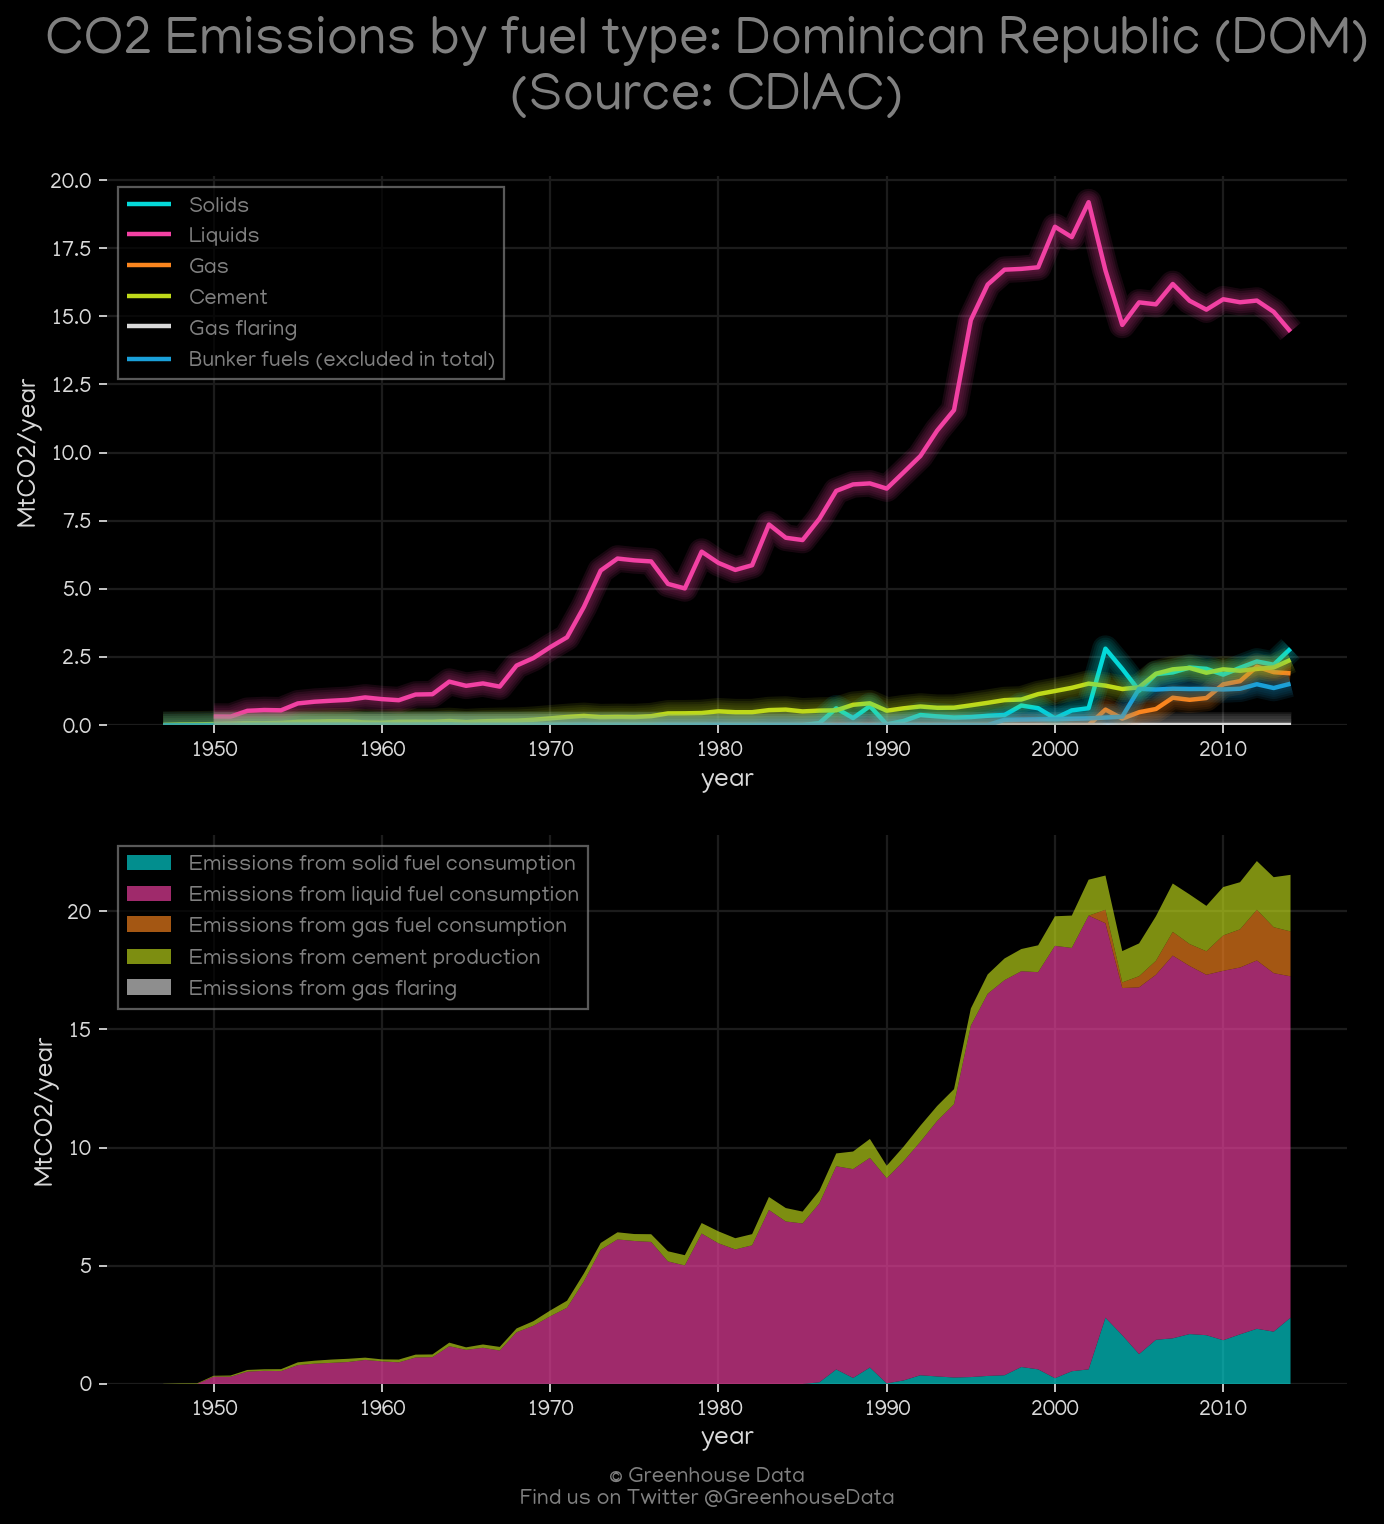 CO2 Emissions by fuel type: Dominican Republic (DOM)
(Source: CDIAC)
20.0
17.5
15.0
12.5
10.0
7.5
5.0
2.5
0.0
MtCO2/year
Solids
Liquids
Gas
Cement
Gas flaring
Bunker fuels (excluded in total)
1950 1960 1970 1980 1990 2000 2010
year
20
15
10
5
0
MtCO2/year
Emissions from solid fuel consumption
Emissions from liquid fuel consumption
Emissions from gas fuel consumption
Emissions from cement production
Emissions from gas flaring
1950 1960 1970 1980 1990 2000 2010
year
© Greenhouse Data
Find us on Twitter @GreenhouseData